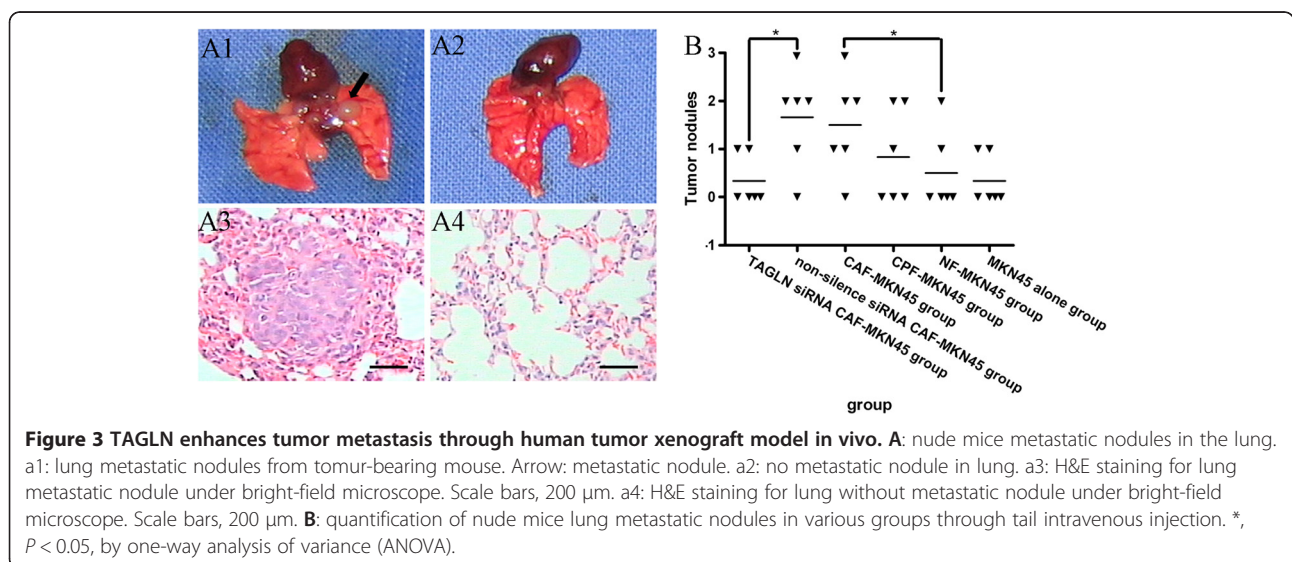 A1
A2
A3
A4
B
*
*
3
2
1
0
-1
Tumor nodules
TAGLN siRNA CAF-MKN45 group
non-silence siRNA CAF-MKN45 group
CAF-MKN45 group
CPF-MKN45 group
NF-MKN45 group
MKN45 alone group
group
Figure 3 TAGLN enhances tumor metastasis through human tumor xenograft model in vivo. A: nude mice metastatic nodules in the lung.
a1: lung metastatic nodules from tomur-bearing mouse. Arrow: metastatic nodule. a2: no metastatic nodule in lung. a3: H&E staining for lung
metastatic nodule under bright-field microscope. Scale bars, 200 μm. a4: H&E staining for lung without metastatic nodule under bright-field
microscope. Scale bars, 200 μm. B: quantification of nude mice lung metastatic nodules in various groups through tail intravenous injection. *,
P < 0.05, by one-way analysis of variance (ANOVA).